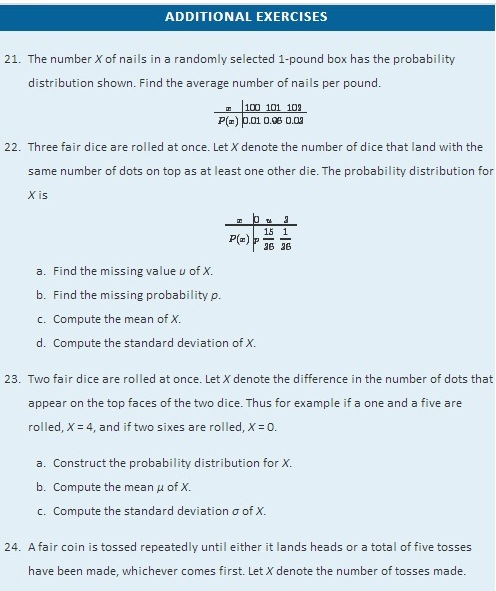 ADDITIONAL EXERCISES
21. The number X of nails in a randomly selected 1-pound box has the probability
distribution shown. Find the average number of nails per pound.
x 100 101 102
P(x) 0.01 0.96 0.03
22. Three fair dice are rolled at once. Let X denote the number of dice that land with the
same number of dots on top as at least one other die. The probability distribution for
X is
x 0 u 3
P(x) p 15/36 1/36
a. Find the missing value u of X.
b. Find the missing probability p.
c. Compute the mean of X.
d. Compute the standard deviation of X.
23. Two fair dice are rolled at once. Let X denote the difference in the number of dots that
appear on the top faces of the two dice. Thus for example if a one and a five are
rolled, X = 4, and if two sixes are rolled, X = 0.
a. Construct the probability distribution for X.
b. Compute the mean μ of X.
c. Compute the standard deviation σ of X.
24. A fair coin is tossed repeatedly until either it lands heads or a total of five tosses
have been made, whichever comes first. Let X denote the number of tosses made.